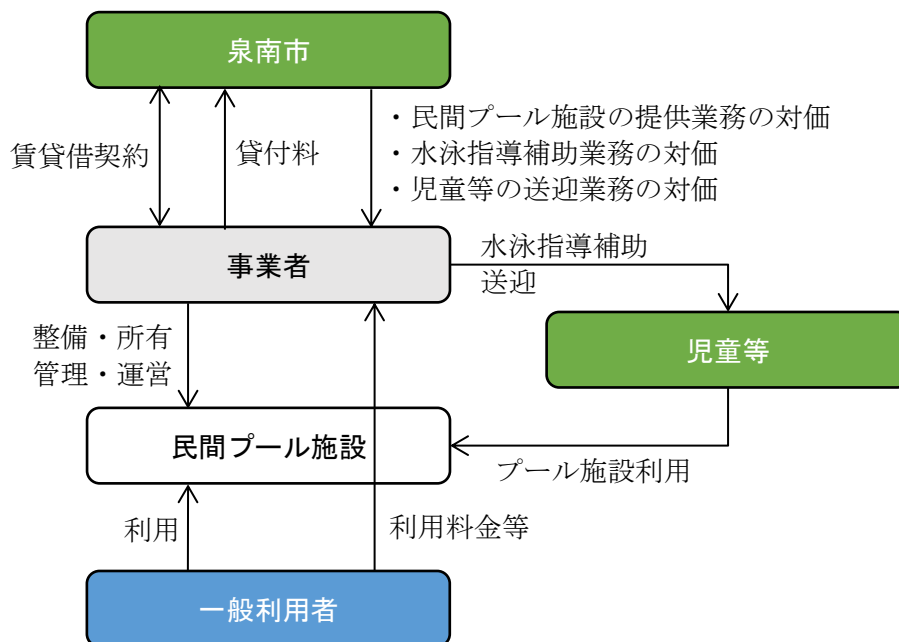 泉南市
賃貸借契約
貸付料
・民間プール施設の提供業務の対価
・水泳指導補助業務の対価
・児童等の送迎業務の対価
事業者
水泳指導補助
送迎
整備・所有
管理・運営
児童等
民間プール施設
プール施設利用
利用
利用料金等
一般利用者